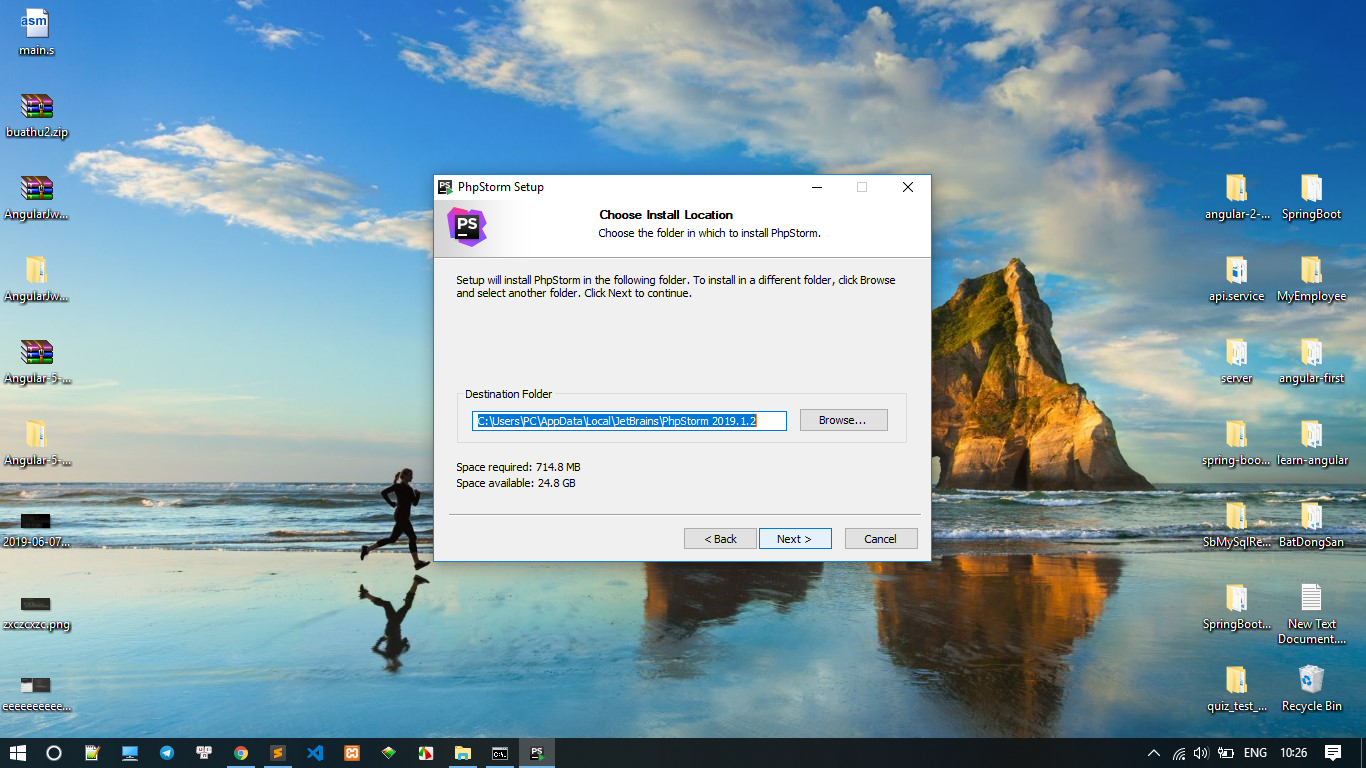 asm
main.s
buathu2.zip
AngularJw...
AngularJw...
Angular-5-...
Angular-5-...
2019-06-07...
zxczcxzc.png
eeeeeeeeee...
PS
PhpStorm Setup
PS
Choose Install Location
Choose the folder in which to install PhpStorm.
Setup will install PhpStorm in the following folder. To install in a different folder, click Browse
and select another folder. Click Next to continue.
Destination Folder
C:\Users\PC\AppData\Local\JetBrains\PhpStorm 2019.1.2
Browse...
Space required: 714.8 MB
Space available: 24.8 GB
< Back
Next >
Cancel
angular-2-...
SpringBoot
api.service
MyEmployee
server
angular-first
spring-boo...
learn-angular
SbMySqlRe...
BatDongSan
SpringBoot...
New Text
Document....
quiz_test_...
Recycle Bin
C:\.
PS
ENG
10:26